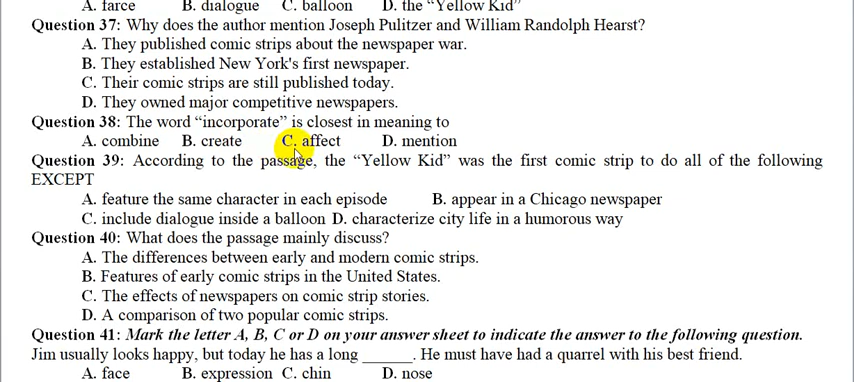 A. farce B. dialogue C. balloon D. the “Yellow Kid”
Question 37: Why does the author mention Joseph Pulitzer and William Randolph Hearst?
A. They published comic strips about the newspaper war.
B. They established New York's first newspaper.
C. Their comic strips are still published today.
D. They owned major competitive newspapers.
Question 38: The word “incorporate” is closest in meaning to
A. combine B. create C. affect D. mention
Question 39: According to the passage, the “Yellow Kid” was the first comic strip to do all of the following
EXCEPT
A. feature the same character in each episode B. appear in a Chicago newspaper
C. include dialogue inside a balloon D. characterize city life in a humorous way
Question 40: What does the passage mainly discuss?
A. The differences between early and modern comic strips.
B. Features of early comic strips in the United States.
C. The effects of newspapers on comic strip stories.
D. A comparison of two popular comic strips.
Question 41: Mark the letter A, B, C or D on your answer sheet to indicate the answer to the following question.
Jim usually looks happy, but today he has a long ______. He must have had a quarrel with his best friend.
A. face B. expression C. chin D. nose